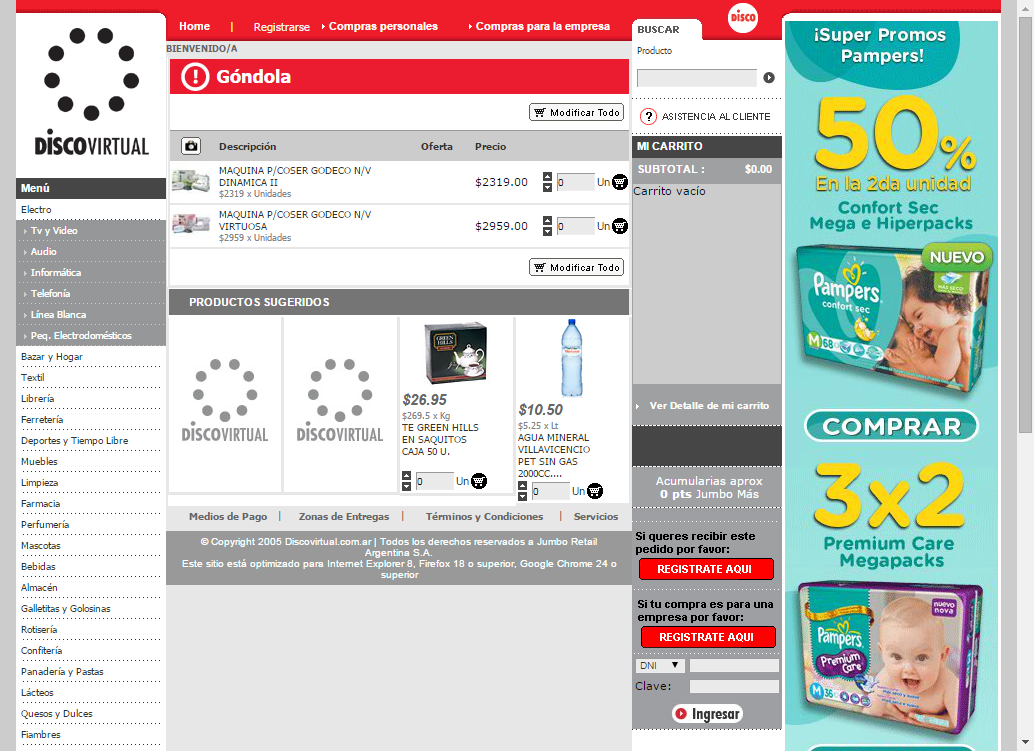 Home | Registrarse Compras personales Compras para la empresa
DISCO
BUSCAR
Producto
ASISTENCIA AL CLIENTE
DISCOVIRTUAL
BIENVENIDO/A
Góndola
Modificar Todo
Descripción Oferta Precio
MAQUINA P/COSER GODECO N/V
DINAMICA II
$2319 x Unidades
$2319.00 0 Un
MAQUINA P/COSER GODECO N/V
VIRTUOSA
$2959 x Unidades
$2959.00 0 Un
Modificar Todo
PRODUCTOS SUGERIDOS
DISCOVIRTUAL
DISCOVIRTUAL
GREEN HILLS
$26.95
$269.5 x Kg
TE GREEN HILLS
EN SAQUITOS
CAJA 50 U.
0 Un
$10.50
$5.25 x Lt
AGUA MINERAL
VILLAVICENCIO
PET SIN GAS
2000CC....
0 Un
Medios de Pago | Zonas de Entregas | Términos y Condiciones | Servicios
© Copyright 2005 Discovirtual.com.ar | Todos los derechos reservados a Jumbo Retail
Argentina S.A.
Este sitio está optimizado para Internet Explorer 8, Firefox 18 o superior, Google Chrome 24 o
superior
Menú
Electro
Tv y Video
Audio
Informática
Telefonía
Línea Blanca
Peq. Electrodomésticos
Bazar y Hogar
Textil
Librería
Ferretería
Deportes y Tiempo Libre
Muebles
Limpieza
Farmacia
Perfumería
Mascotas
Bebidas
Almacén
Galletitas y Golosinas
Rotisería
Confitería
Panadería y Pastas
Lácteos
Quesos y Dulces
Fiambres
MI CARRITO
SUBTOTAL : $0.00
Carrito vacío
Ver Detalle de mi carrito
Acumularias aprox
0 pts Jumbo Más
Si queres recibir este
pedido por favor:
REGISTRATE AQUI
Si tu compra es para una
empresa por favor:
REGISTRATE AQUI
DNI
Clave:
Ingresar
¡Super Promos
Pampers!
50%
En la 2da unidad
Confort Sec
Mega e Hiperpacks
NUEVO
MÁS SECO
Pampers
confort sec
M 68
COMPRAR
3x2
Premium Care
Megapacks
nuevo
nova
Pampers
Premium
Care
M 36